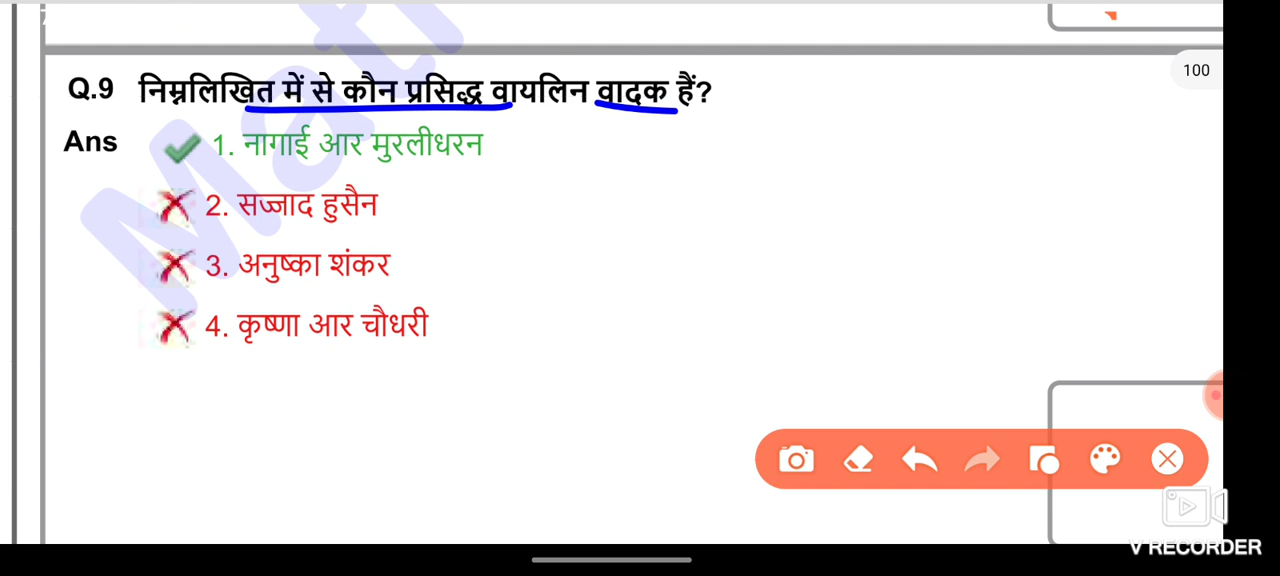 100
Q.9 निम्नलिखित में से कौन प्रसिद्ध वायलिन वादक हैं?
Ans 1. नागाई आर मुरलीधरन
2. सज्जाद हुसैन
3. अनुष्का शंकर
4. कृष्णा आर चौधरी
V RECORDER